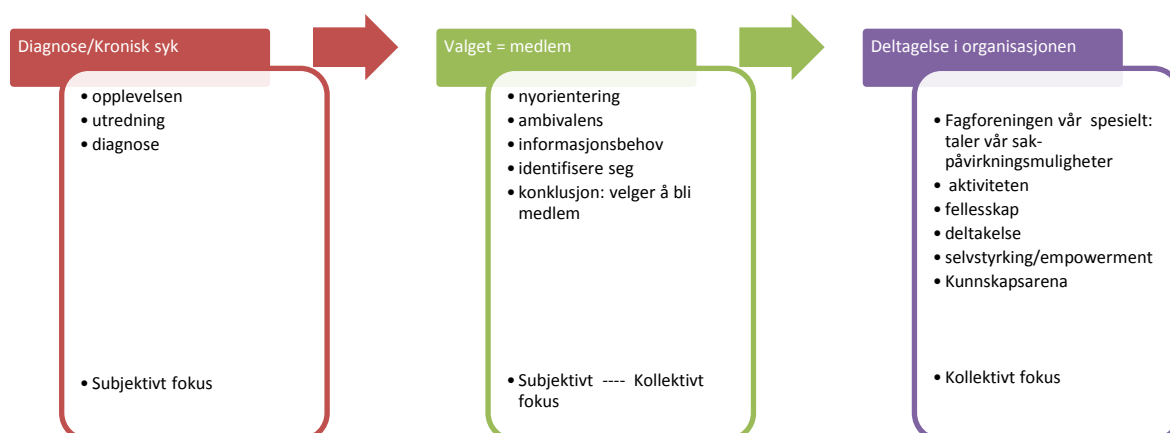 Diagnose/Kronisk syk
• opplevelsen
• utredning
• diagnose
• Subjektivt fokus
Valget = medlem
• nyorientering
• ambivalens
• informasjonsbehov
• identifisere seg
• konklusjon: velger å bli
medlem
• Subjektivt ---- Kollektivt
fokus
Deltagelse i organisasjonen
• Fagforeningen vår spesielt:
taler vår sak-
påvirkningsmuligheter
• aktiviteten
• fellesskap
• deltakelse
• selvstyrking/empowerment
• Kunnskapsarena
• Kollektivt fokus